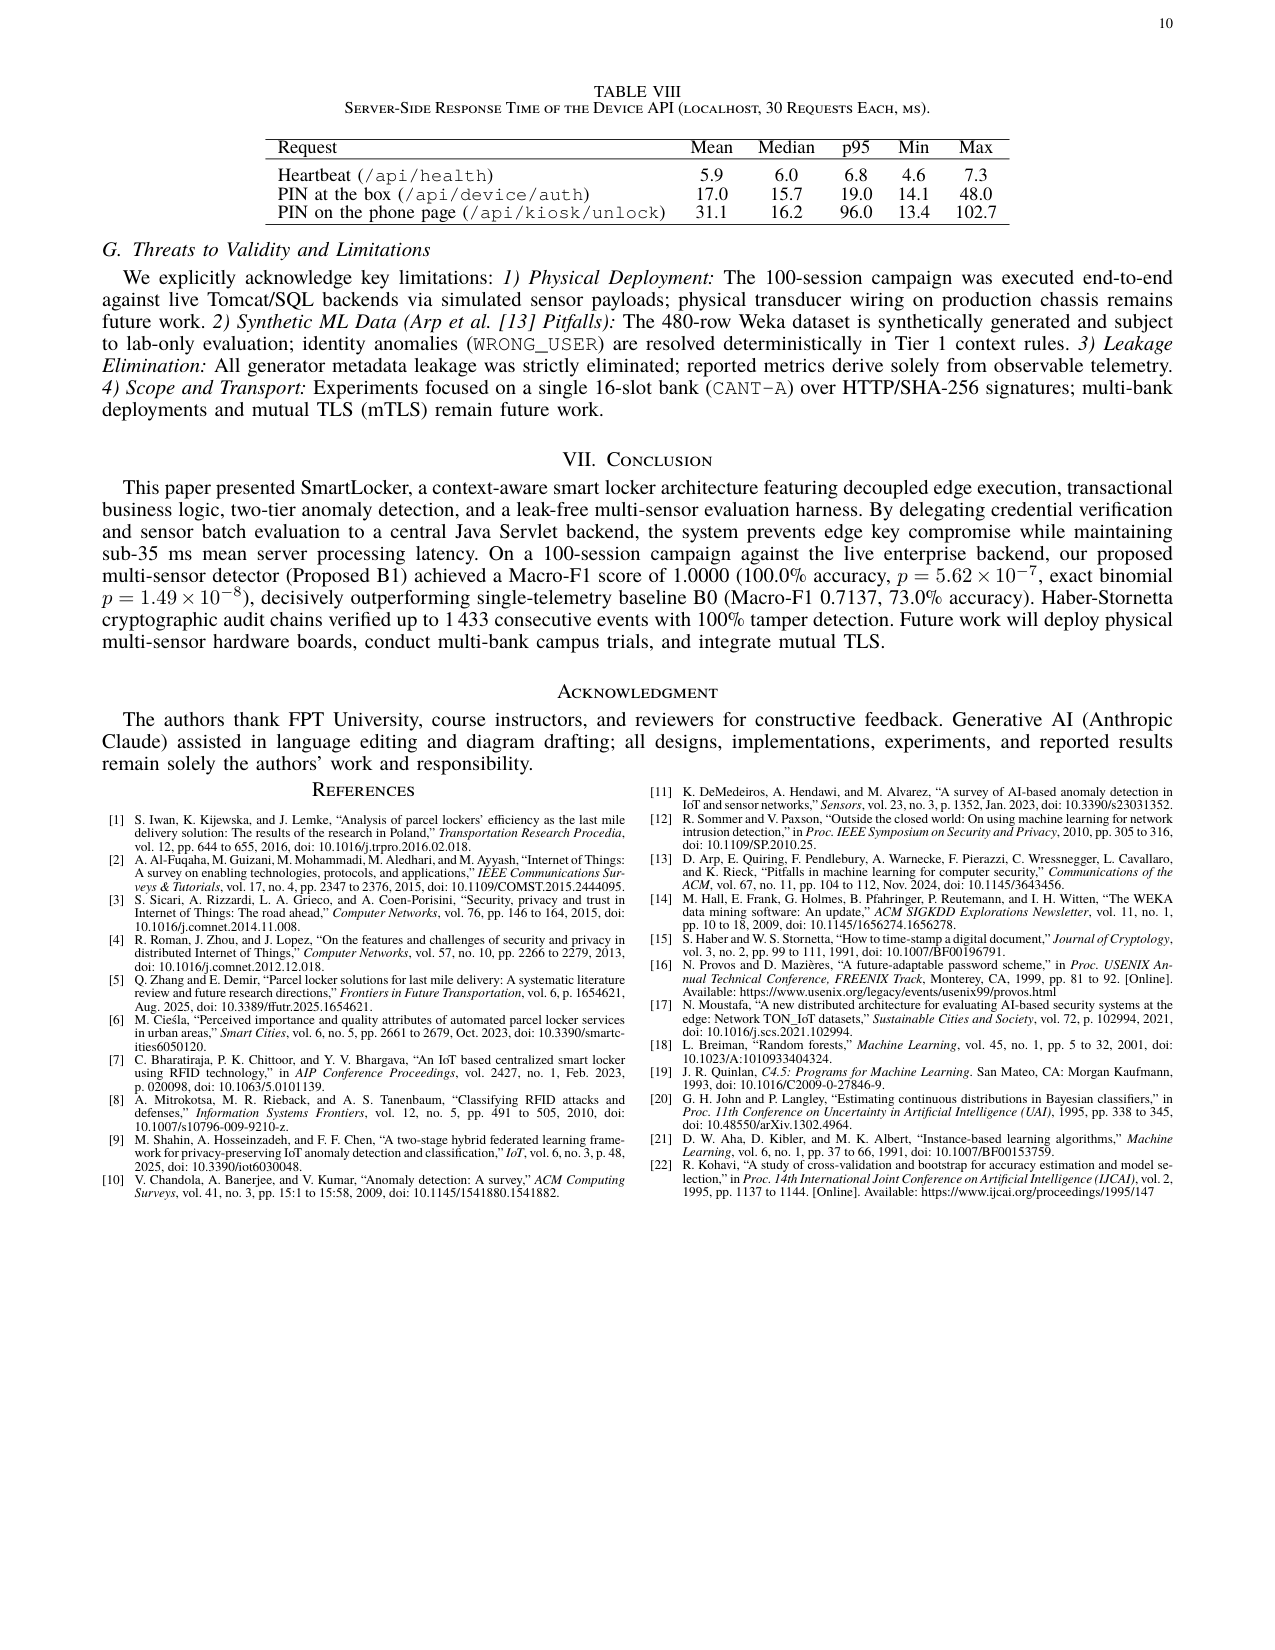 10
TABLE VIII
Server-Side Response Time of the Device API (localhost, 30 Requests Each, ms).
Request Mean Median p95 Min Max
Heartbeat (/api/health) 5.9 6.0 6.8 4.6 7.3
PIN at the box (/api/device/auth) 17.0 15.7 19.0 14.1 48.0
PIN on the phone page (/api/kiosk/unlock) 31.1 16.2 96.0 13.4 102.7
G. Threats to Validity and Limitations
We explicitly acknowledge key limitations: 1) Physical Deployment: The 100-session campaign was executed end-to-end
against live Tomcat/SQL backends via simulated sensor payloads; physical transducer wiring on production chassis remains
future work. 2) Synthetic ML Data (Arp et al. [13] Pitfalls): The 480-row Weka dataset is synthetically generated and subject
to lab-only evaluation; identity anomalies (WRONG_USER) are resolved deterministically in Tier 1 context rules. 3) Leakage
Elimination: All generator metadata leakage was strictly eliminated; reported metrics derive solely from observable telemetry.
4) Scope and Transport: Experiments focused on a single 16-slot bank (CANT-A) over HTTP/SHA-256 signatures; multi-bank
deployments and mutual TLS (mTLS) remain future work.
VII. Conclusion
This paper presented SmartLocker, a context-aware smart locker architecture featuring decoupled edge execution, transactional
business logic, two-tier anomaly detection, and a leak-free multi-sensor evaluation harness. By delegating credential verification
and sensor batch evaluation to a central Java Servlet backend, the system prevents edge key compromise while maintaining
sub-35 ms mean server processing latency. On a 100-session campaign against the live enterprise backend, our proposed
multi-sensor detector (Proposed B1) achieved a Macro-F1 score of 1.0000 (100.0% accuracy, p = 5.62 × 10−7, exact binomial
p = 1.49 × 10−8), decisively outperforming single-telemetry baseline B0 (Macro-F1 0.7137, 73.0% accuracy). Haber-Stornetta
cryptographic audit chains verified up to 1 433 consecutive events with 100% tamper detection. Future work will deploy physical
multi-sensor hardware boards, conduct multi-bank campus trials, and integrate mutual TLS.
Acknowledgment
The authors thank FPT University, course instructors, and reviewers for constructive feedback. Generative AI (Anthropic
Claude) assisted in language editing and diagram drafting; all designs, implementations, experiments, and reported results
remain solely the authors' work and responsibility.
References
[1] S. Iwan, K. Kijewska, and J. Lemke, “Analysis of parcel lockers’ efficiency as the last mile
delivery solution: The results of the research in Poland,” Transportation Research Procedia,
vol. 12, pp. 644 to 655, 2016, doi: 10.1016/j.trpro.2016.02.018.
[2] A. Al-Fuqaha, M. Guizani, M. Mohammadi, M. Aledhari, and M. Ayyash, “Internet of Things:
A survey on enabling technologies, protocols, and applications,” IEEE Communications Sur-
veys & Tutorials, vol. 17, no. 4, pp. 2347 to 2376, 2015, doi: 10.1109/COMST.2015.2444095.
[3] S. Sicari, A. Rizzardi, L. A. Grieco, and A. Coen-Porisini, “Security, privacy and trust in
Internet of Things: The road ahead,” Computer Networks, vol. 76, pp. 146 to 164, 2015, doi:
10.1016/j.comnet.2014.11.008.
[4] R. Roman, J. Zhou, and J. Lopez, “On the features and challenges of security and privacy in
distributed Internet of Things,” Computer Networks, vol. 57, no. 10, pp. 2266 to 2279, 2013,
doi: 10.1016/j.comnet.2012.12.018.
[5] Q. Zhang and E. Demir, “Parcel locker solutions for last mile delivery: A systematic literature
review and future research directions,” Frontiers in Future Transportation, vol. 6, p. 1654621,
Aug. 2025, doi: 10.3389/ffutr.2025.1654621.
[6] M. Cieśla, “Perceived importance and quality attributes of automated parcel locker services
in urban areas,” Smart Cities, vol. 6, no. 5, pp. 2661 to 2679, Oct. 2023, doi: 10.3390/smartc-
ities6050120.
[7] C. Bharatiraja, P. K. Chittoor, and Y. V. Bhargava, “An IoT based centralized smart locker
using RFID technology,” in AIP Conference Proceedings, vol. 2427, no. 1, Feb. 2023,
p. 020098, doi: 10.1063/5.0101139.
[8] A. Mitrokotsa, M. R. Rieback, and A. S. Tanenbaum, “Classifying RFID attacks and
defenses,” Information Systems Frontiers, vol. 12, no. 5, pp. 491 to 505, 2010, doi:
10.1007/s10796-009-9210-z.
[9] M. Shahin, A. Hosseinzadeh, and F. F. Chen, “A two-stage hybrid federated learning frame-
work for privacy-preserving IoT anomaly detection and classification,” IoT, vol. 6, no. 3, p. 48,
2025, doi: 10.3390/iot6030048.
[10] V. Chandola, A. Banerjee, and V. Kumar, “Anomaly detection: A survey,” ACM Computing
Surveys, vol. 41, no. 3, pp. 15:1 to 15:58, 2009, doi: 10.1145/1541880.1541882.
[11] K. DeMedeiros, A. Hendawi, and M. Alvarez, “A survey of AI-based anomaly detection in
IoT and sensor networks,” Sensors, vol. 23, no. 3, p. 1352, Jan. 2023, doi: 10.3390/s23031352.
[12] R. Sommer and V. Paxson, “Outside the closed world: On using machine learning for network
intrusion detection,” in Proc. IEEE Symposium on Security and Privacy, 2010, pp. 305 to 316,
doi: 10.1109/SP.2010.25.
[13] D. Arp, E. Quiring, F. Pendlebury, A. Warnecke, F. Pierazzi, C. Wressnegger, L. Cavallaro,
and K. Rieck, “Pitfalls in machine learning for computer security,” Communications of the
ACM, vol. 67, no. 11, pp. 104 to 112, Nov. 2024, doi: 10.1145/3643456.
[14] M. Hall, E. Frank, G. Holmes, B. Pfahringer, P. Reutemann, and I. H. Witten, “The WEKA
data mining software: An update,” ACM SIGKDD Explorations Newsletter, vol. 11, no. 1,
pp. 10 to 18, 2009, doi: 10.1145/1656274.1656278.
[15] S. Haber and W. S. Stornetta, “How to time-stamp a digital document,” Journal of Cryptology,
vol. 3, no. 2, pp. 99 to 111, 1991, doi: 10.1007/BF00196791.
[16] N. Provos and D. Mazières, “A future-adaptable password scheme,” in Proc. USENIX An-
nual Technical Conference, FREENIX Track, Monterey, CA, 1999, pp. 81 to 92. [Online].
Available: https://www.usenix.org/legacy/events/usenix99/provos.html
[17] N. Moustafa, “A new distributed architecture for evaluating AI-based security systems at the
edge: Network TON_IoT datasets,” Sustainable Cities and Society, vol. 72, p. 102994, 2021,
doi: 10.1016/j.scs.2021.102994.
[18] L. Breiman, “Random forests,” Machine Learning, vol. 45, no. 1, pp. 5 to 32, 2001, doi:
10.1023/A:1010933404324.
[19] J. R. Quinlan, C4.5: Programs for Machine Learning. San Mateo, CA: Morgan Kaufmann,
1993, doi: 10.1016/C2009-0-27846-9.
[20] G. H. John and P. Langley, “Estimating continuous distributions in Bayesian classifiers,” in
Proc. 11th Conference on Uncertainty in Artificial Intelligence (UAI), 1995, pp. 338 to 345,
doi: 10.48550/arXiv.1302.4964.
[21] D. W. Aha, D. Kibler, and M. K. Albert, “Instance-based learning algorithms,” Machine
Learning, vol. 6, no. 1, pp. 37 to 66, 1991, doi: 10.1007/BF00153759.
[22] R. Kohavi, “A study of cross-validation and bootstrap for accuracy estimation and model se-
lection,” in Proc. 14th International Joint Conference on Artificial Intelligence (IJCAI), vol. 2,
1995, pp. 1137 to 1144. [Online]. Available: https://www.ijcai.org/proceedings/1995/147